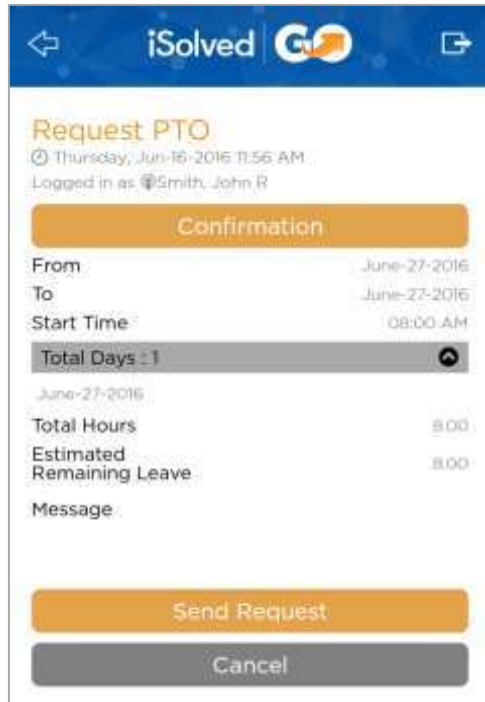 iSolved GO
Request PTO
Thursday, Jun-16-2016 11:56 AM
Logged in as Smith, John R
Confirmation
From June-27-2016
To June-27-2016
Start Time 08:00 AM
Total Days : 1
June-27-2016
Total Hours 8.00
Estimated
Remaining Leave 8.00
Message
Send Request
Cancel